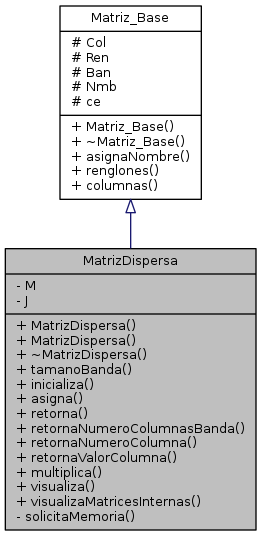 Matriz_Base
# Col
# Ren
# Ban
# Nmb
# ce
+ Matriz_Base()
+ ~Matriz_Base()
+ asignaNombre()
+ renglones()
+ columnas()
MatrizDispersa
- M
- J
+ MatrizDispersa()
+ MatrizDispersa()
+ ~MatrizDispersa()
+ tamanoBanda()
+ inicializa()
+ asigna()
+ retorna()
+ retornaNumeroColumnasBanda()
+ retornaNumeroColumna()
+ retornaValorColumna()
+ multiplica()
+ visualiza()
+ visualizaMatricesInternas()
- solicitaMemoria()